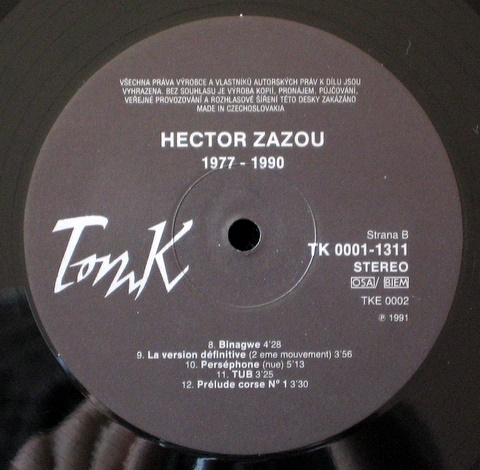 VŠECHNA PRÁVA VÝROBCE A VLASTNÍKŮ AUTORSKÝCH PRÁV K DÍLU JSOU
VYHRAZENA. BEZ SOUHLASU JE VÝROBA KOPIÍ, PRONÁJEM, PŮJČOVÁNÍ,
VEŘEJNÉ PROVOZOVÁNÍ A ROZHLASOVÉ ŠÍŘENÍ TÉTO DESKY ZAKÁZÁNO
MADE IN CZECHOSLOVAKIA
HECTOR ZAZOU
1977 - 1990
TomK
Strana B
TK 0001-1311
STEREO
OSA / BIEM
TKE 0002
℗ 1991
8. Binagwe 4'28
9. La version définitive (2 eme mouvement) 3'56
10. Perséphone (nue) 5'13
11. TUB 3'25
12. Prélude corse Nº 1 3'30